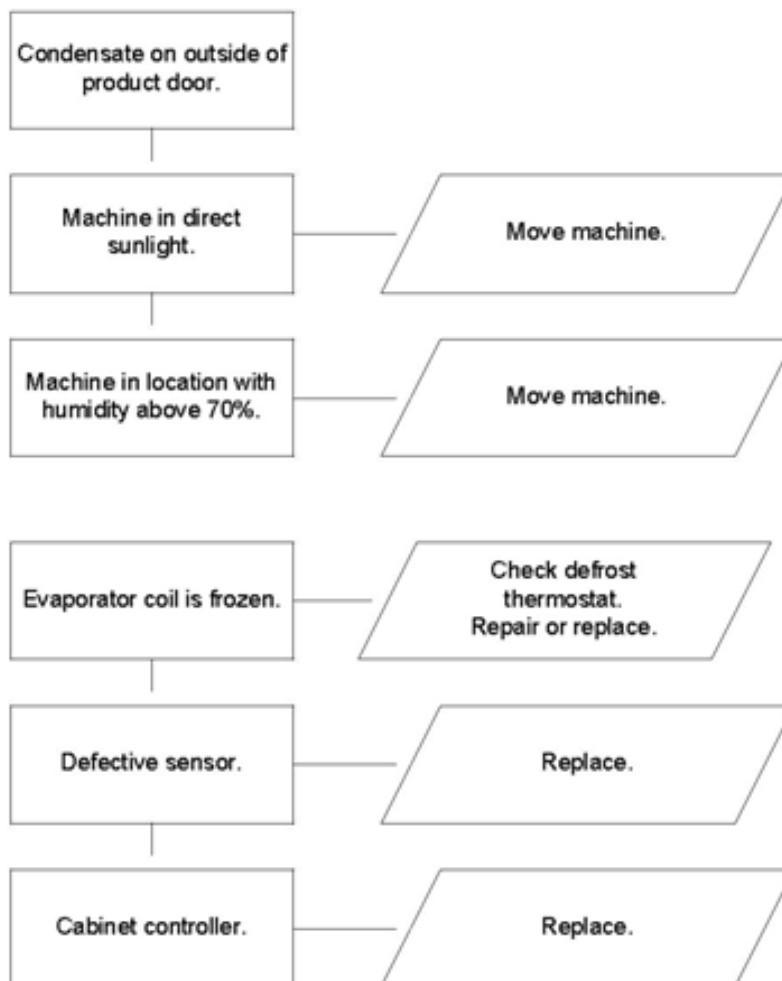 Condensate on outside of
product door.
Machine in direct
sunlight.
Move machine.
Machine in location with
humidity above 70%.
Move machine.
Evaporator coil is frozen.
Check defrost
thermostat.
Repair or replace.
Defective sensor.
Replace.
Cabinet controller.
Replace.